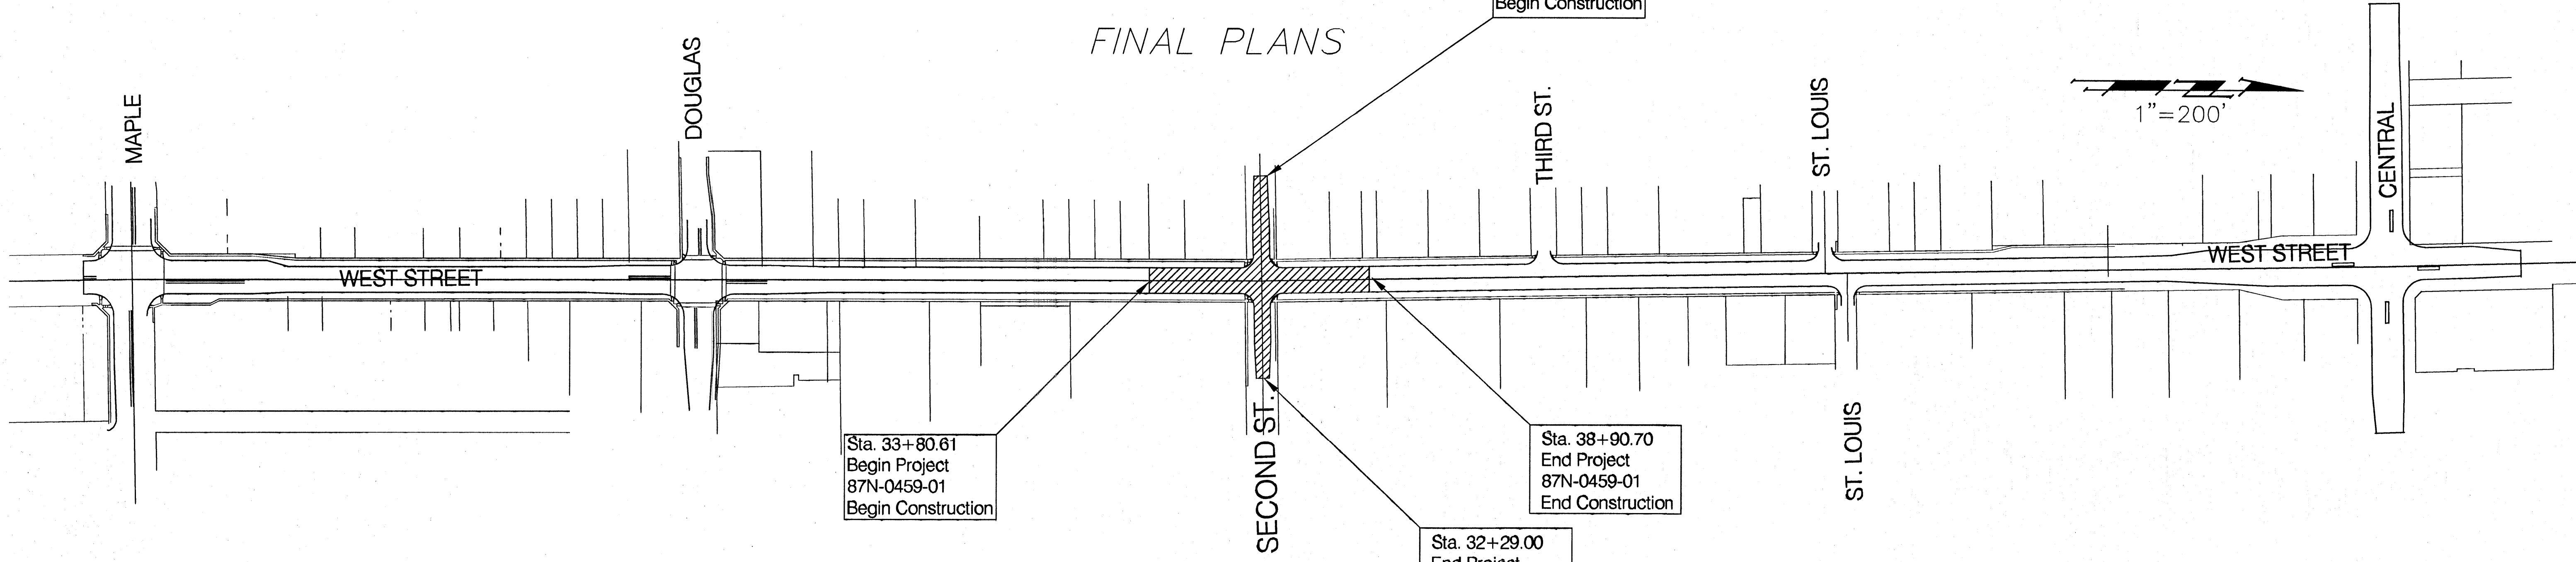 Begin Construction
FINAL PLANS
MAPLE
DOUGLAS
THIRD ST.
ST. LOUIS
1"=200'
CENTRAL
WEST STREET
WEST STREET
Sta. 33+80.61
Begin Project
87N-0459-01
Begin Construction
SECOND ST.
Sta. 38+90.70
End Project
87N-0459-01
End Construction
ST. LOUIS
Sta. 32+29.00
End Project